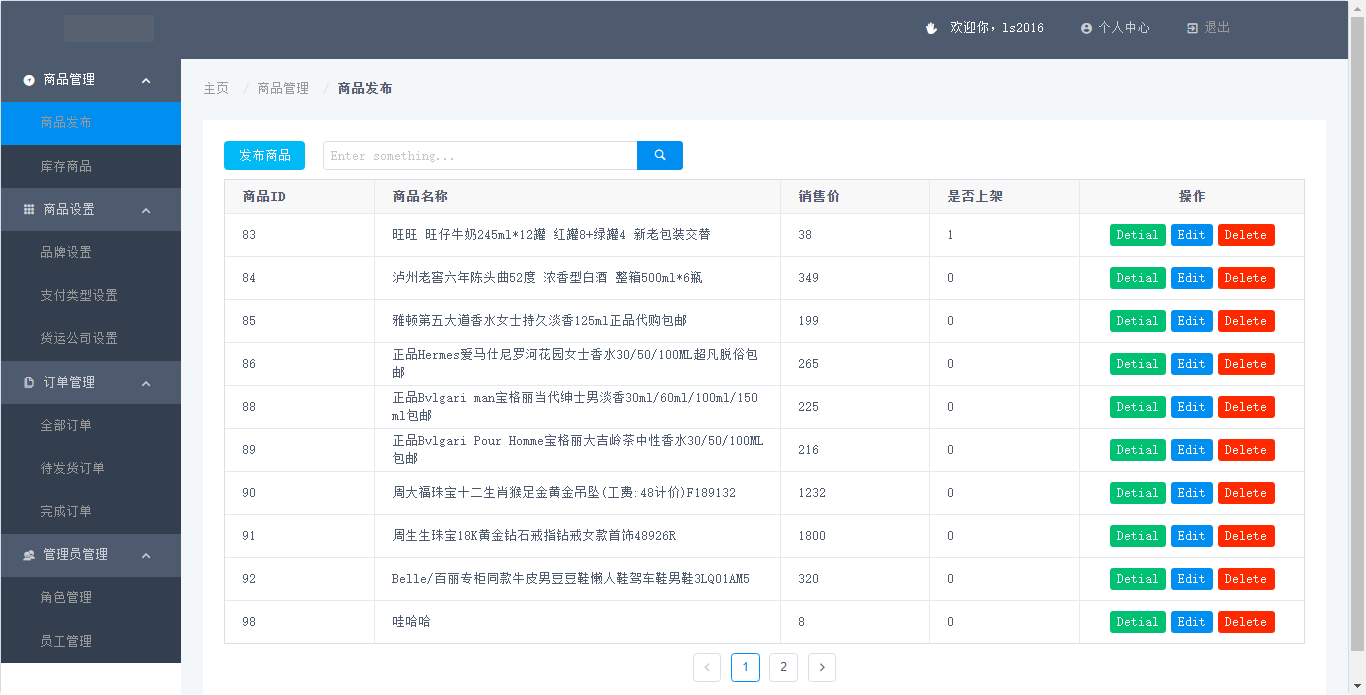 欢迎你，ls2016 个人中心 退出
商品管理
商品发布
库存商品
商品设置
品牌设置
支付类型设置
货运公司设置
订单管理
全部订单
待发货订单
完成订单
管理员管理
角色管理
员工管理
主页 / 商品管理 / 商品发布
发布商品 Enter something...
商品ID 商品名称 销售价 是否上架 操作
83 旺旺 旺仔牛奶245ml*12罐 红罐8+绿罐4 新老包装交替 38 1 Detial Edit Delete
84 泸州老窖六年陈头曲52度 浓香型白酒 整箱500ml*6瓶 349 0 Detial Edit Delete
85 雅顿第五大道香水女士持久淡香125ml正品代购包邮 199 0 Detial Edit Delete
86 正品Hermes爱马仕尼罗河花园女士香水30/50/100ML超凡脱俗包
邮 265 0 Detial Edit Delete
88 正品Bvlgari man宝格丽当代绅士男淡香30ml/60ml/100ml/150
ml包邮 225 0 Detial Edit Delete
89 正品Bvlgari Pour Homme宝格丽大吉岭茶中性香水30/50/100ML
包邮 216 0 Detial Edit Delete
90 周大福珠宝十二生肖猴足金黄金吊坠(工费:48计价)F189132 1232 0 Detial Edit Delete
91 周生生珠宝18K黄金钻石戒指钻戒女款首饰48926R 1800 0 Detial Edit Delete
92 Belle/百丽专柜同款牛皮男豆豆鞋懒人鞋驾车鞋男鞋3LQ01AM5 320 0 Detial Edit Delete
98 哇哈哈 8 0 Detial Edit Delete
< 1 2 >